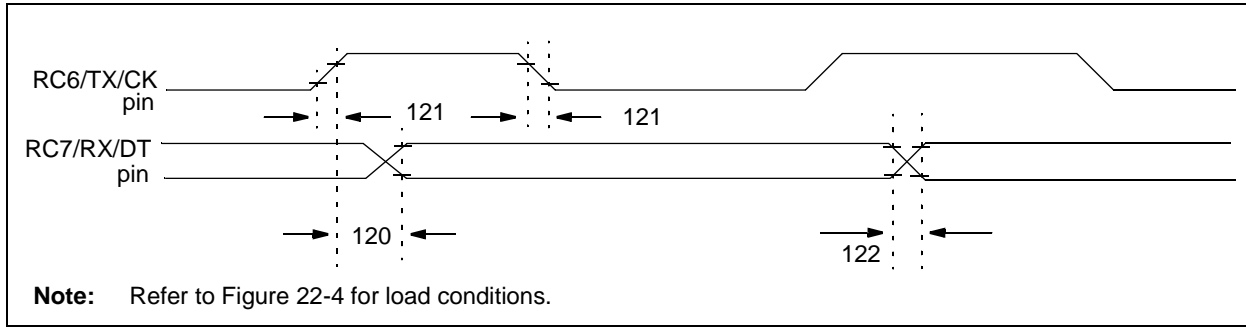 RC6/TX/CK
pin
121
121
RC7/RX/DT
pin
120
122
Note: Refer to Figure 22-4 for load conditions.